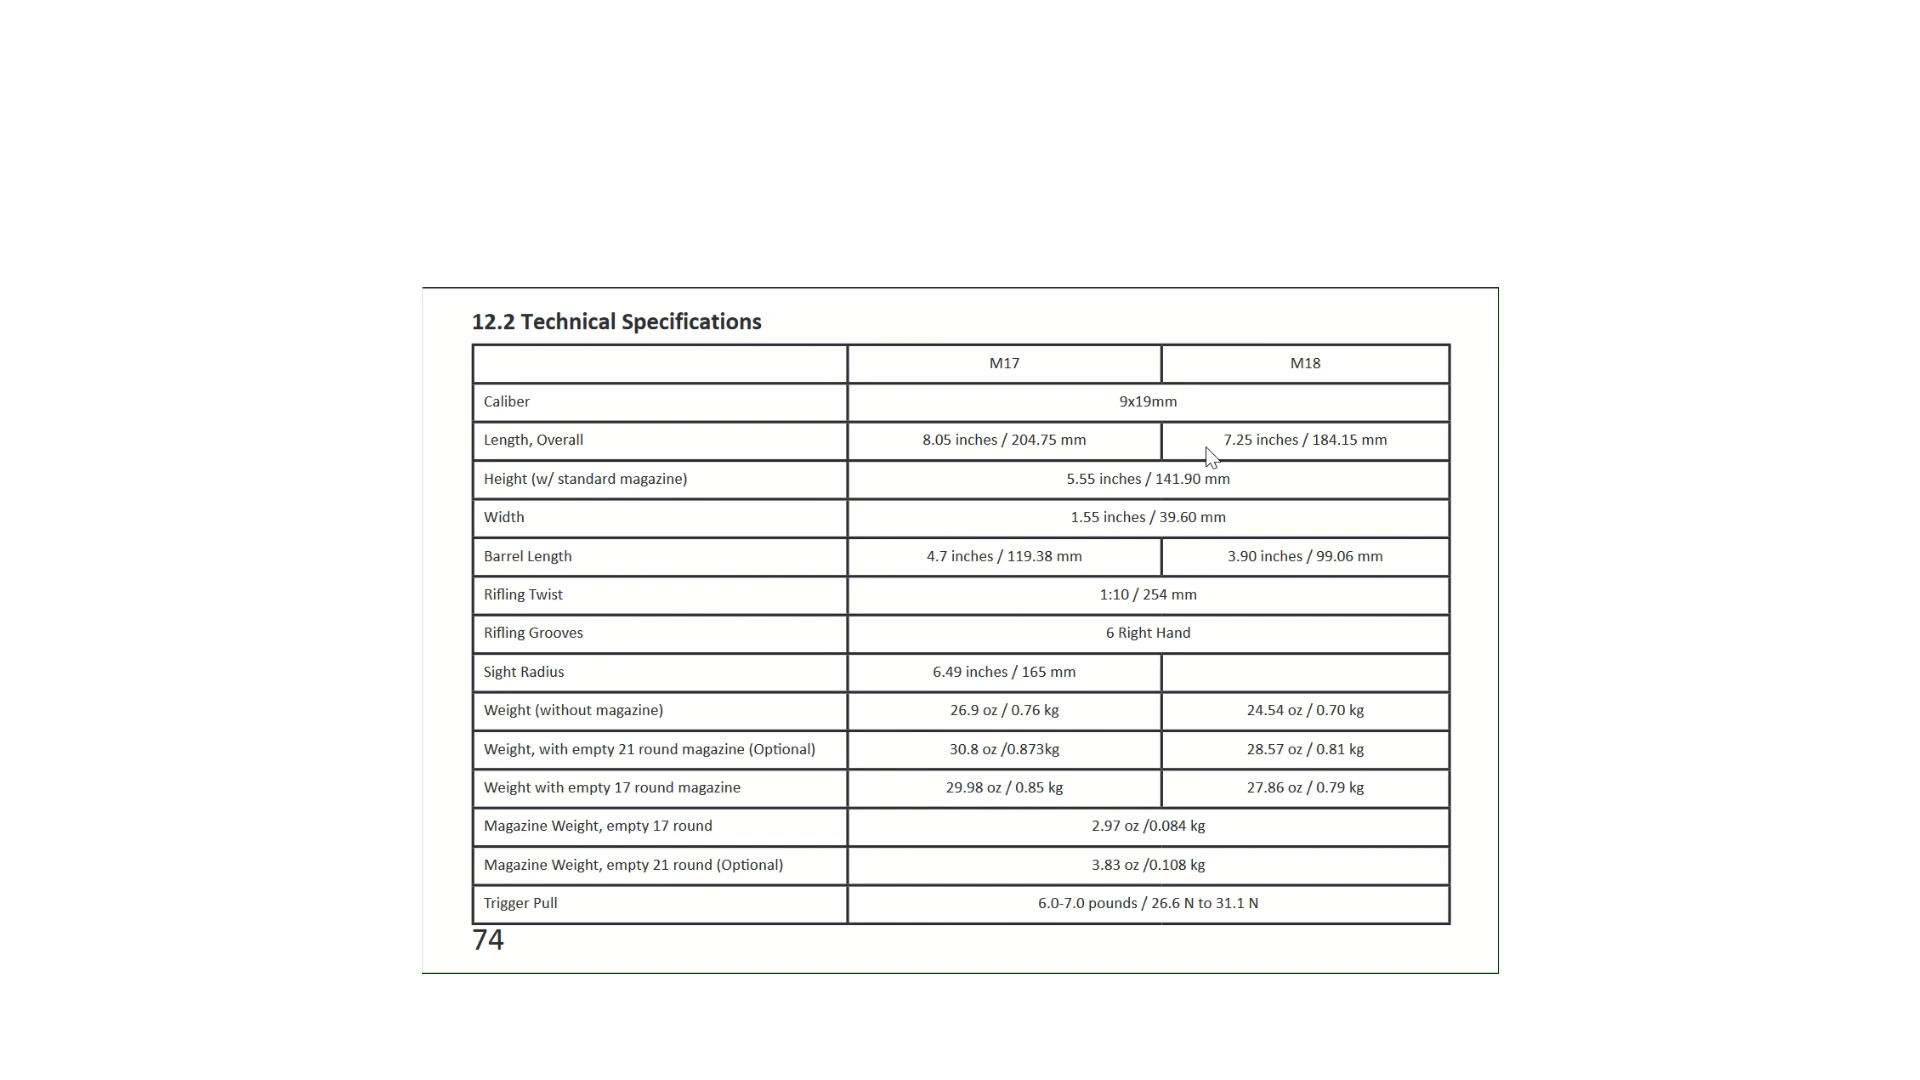 12.2 Technical Specifications
M17 M18
Caliber 9x19mm
Length, Overall 8.05 inches / 204.75 mm 7.25 inches / 184.15 mm
Height (w/ standard magazine) 5.55 inches / 141.90 mm
Width 1.55 inches / 39.60 mm
Barrel Length 4.7 inches / 119.38 mm 3.90 inches / 99.06 mm
Rifling Twist 1:10 / 254 mm
Rifling Grooves 6 Right Hand
Sight Radius 6.49 inches / 165 mm
Weight (without magazine) 26.9 oz / 0.76 kg 24.54 oz / 0.70 kg
Weight, with empty 21 round magazine (Optional) 30.8 oz /0.873kg 28.57 oz / 0.81 kg
Weight with empty 17 round magazine 29.98 oz / 0.85 kg 27.86 oz / 0.79 kg
Magazine Weight, empty 17 round 2.97 oz /0.084 kg
Magazine Weight, empty 21 round (Optional) 3.83 oz /0.108 kg
Trigger Pull 6.0-7.0 pounds / 26.6 N to 31.1 N
74